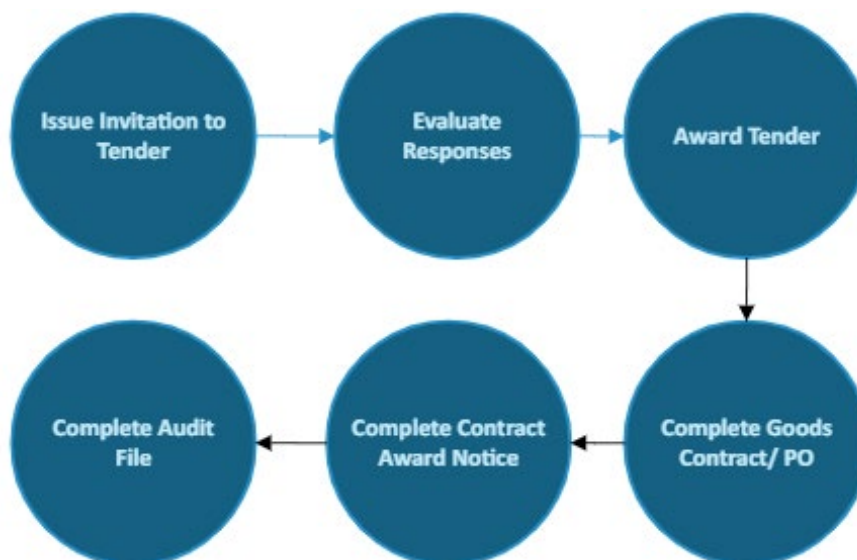 Issue Invitation to
Tender
Evaluate
Responses
Award Tender
Complete Goods
Contract/ PO
Complete Contract
Award Notice
Complete Audit
File